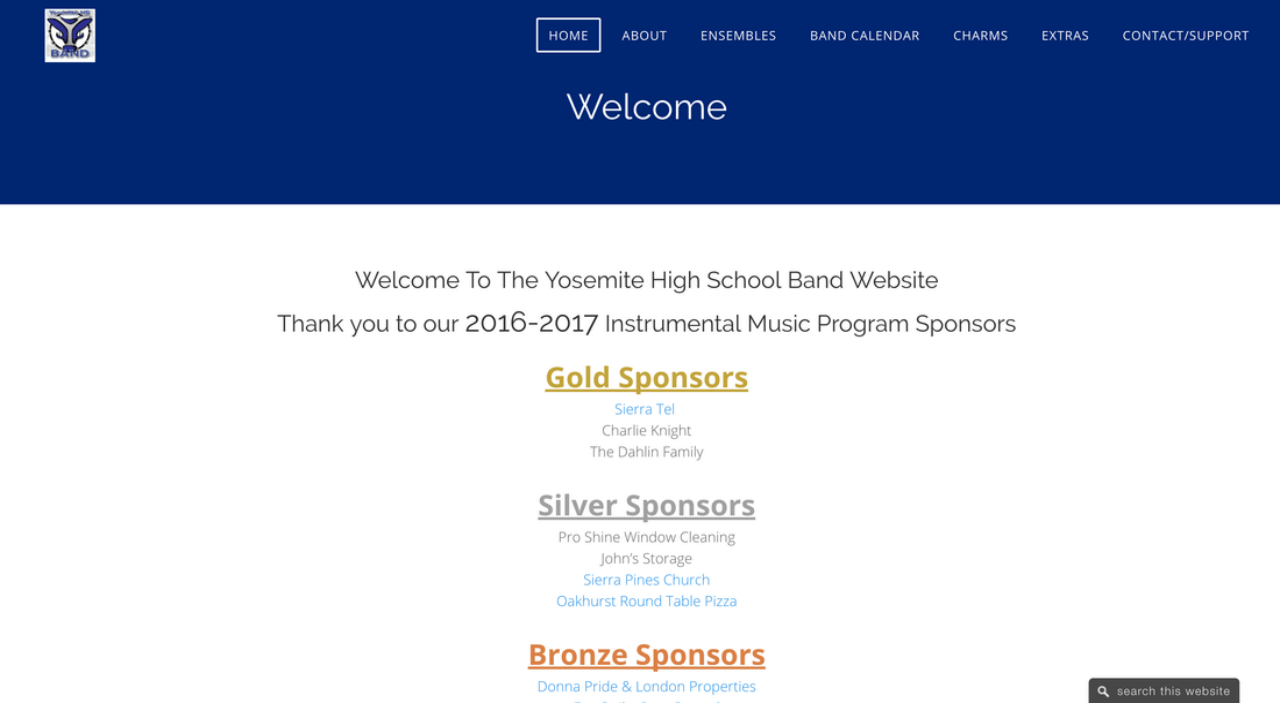 BAND
HOME
ABOUT
ENSEMBLES
BAND CALENDAR
CHARMS
EXTRAS
CONTACT/SUPPORT
Welcome
Welcome To The Yosemite High School Band Website
Thank you to our 2016-2017 Instrumental Music Program Sponsors
Gold Sponsors
Sierra Tel
Charlie Knight
The Dahlin Family
Silver Sponsors
Pro Shine Window Cleaning
John's Storage
Sierra Pines Church
Oakhurst Round Table Pizza
Bronze Sponsors
Donna Pride & London Properties
search this website